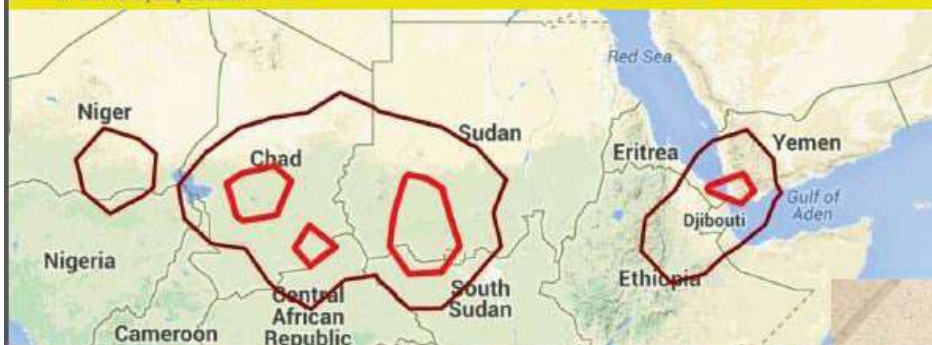 Red Sea
Niger
Chad
Sudan
Eritrea
Yemen
Gulf of
Aden
Djibouti
Nigeria
Ethiopia
Central
African
Republic
South
Sudan
Cameroon